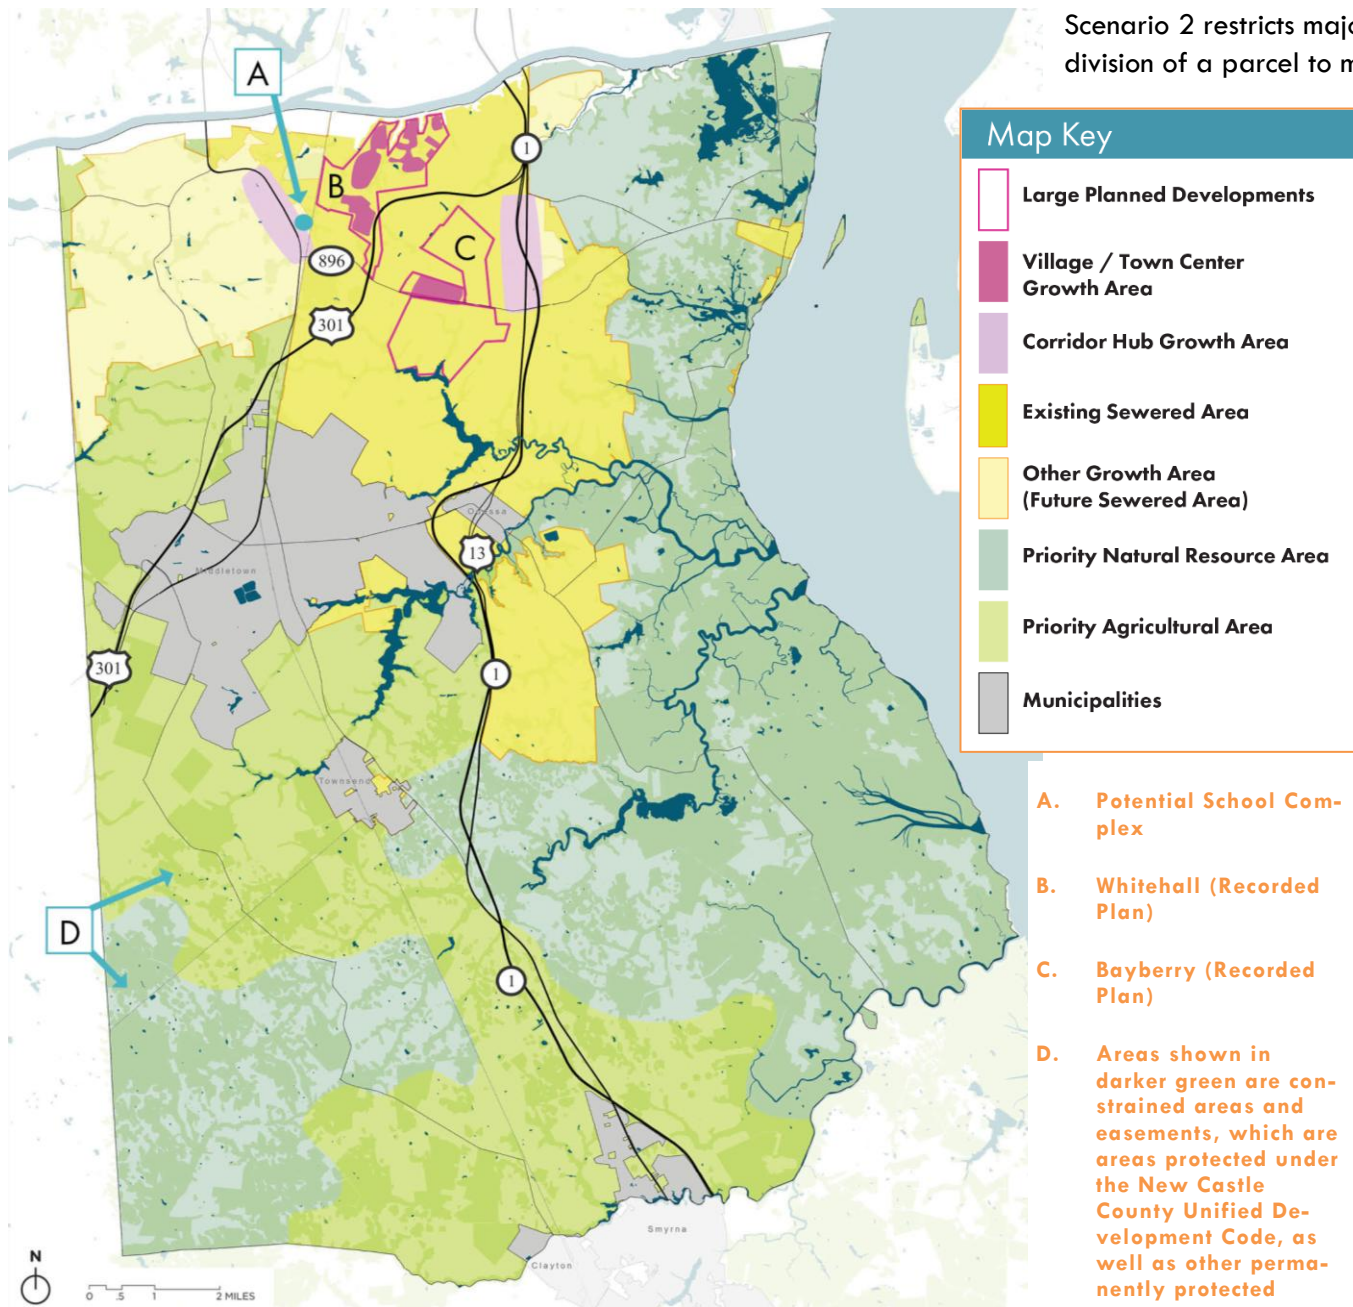 Scenario 2 restricts majo
division of a parcel to m
Map Key
Large Planned Developments
Village / Town Center
Growth Area
Corridor Hub Growth Area
Existing Sewered Area
Other Growth Area
(Future Sewered Area)
Priority Natural Resource Area
Priority Agricultural Area
Municipalities
A. Potential School Com-
plex
B. Whitehall (Recorded
Plan)
C. Bayberry (Recorded
Plan)
D. Areas shown in
darker green are con-
strained areas and
easements, which are
areas protected under
the New Castle
County Unified De-
velopment Code, as
well as other perma-
nently protected
A
1
B
C
896
301
Odessa
13
Middletown
301
1
Townsend
D
1
Smyrna
Clayton
N
0 .5 1 2 MILES